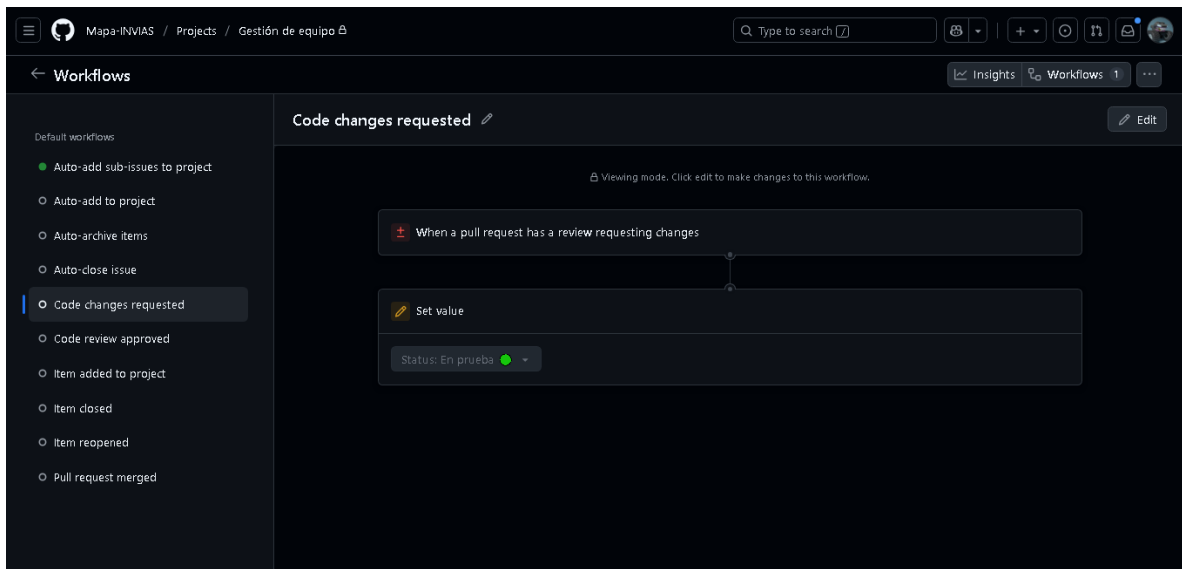 Mapa-INVIAS / Projects / Gestión de equipo
Type to search /
Workflows
Insights
Workflows 1
Default workflows
Auto-add sub-issues to project
Auto-add to project
Auto-archive items
Auto-close issue
Code changes requested
Code review approved
Item added to project
Item closed
Item reopened
Pull request merged
Code changes requested
Edit
Viewing mode. Click edit to make changes to this workflow.
When a pull request has a review requesting changes
Set value
Status: En prueba